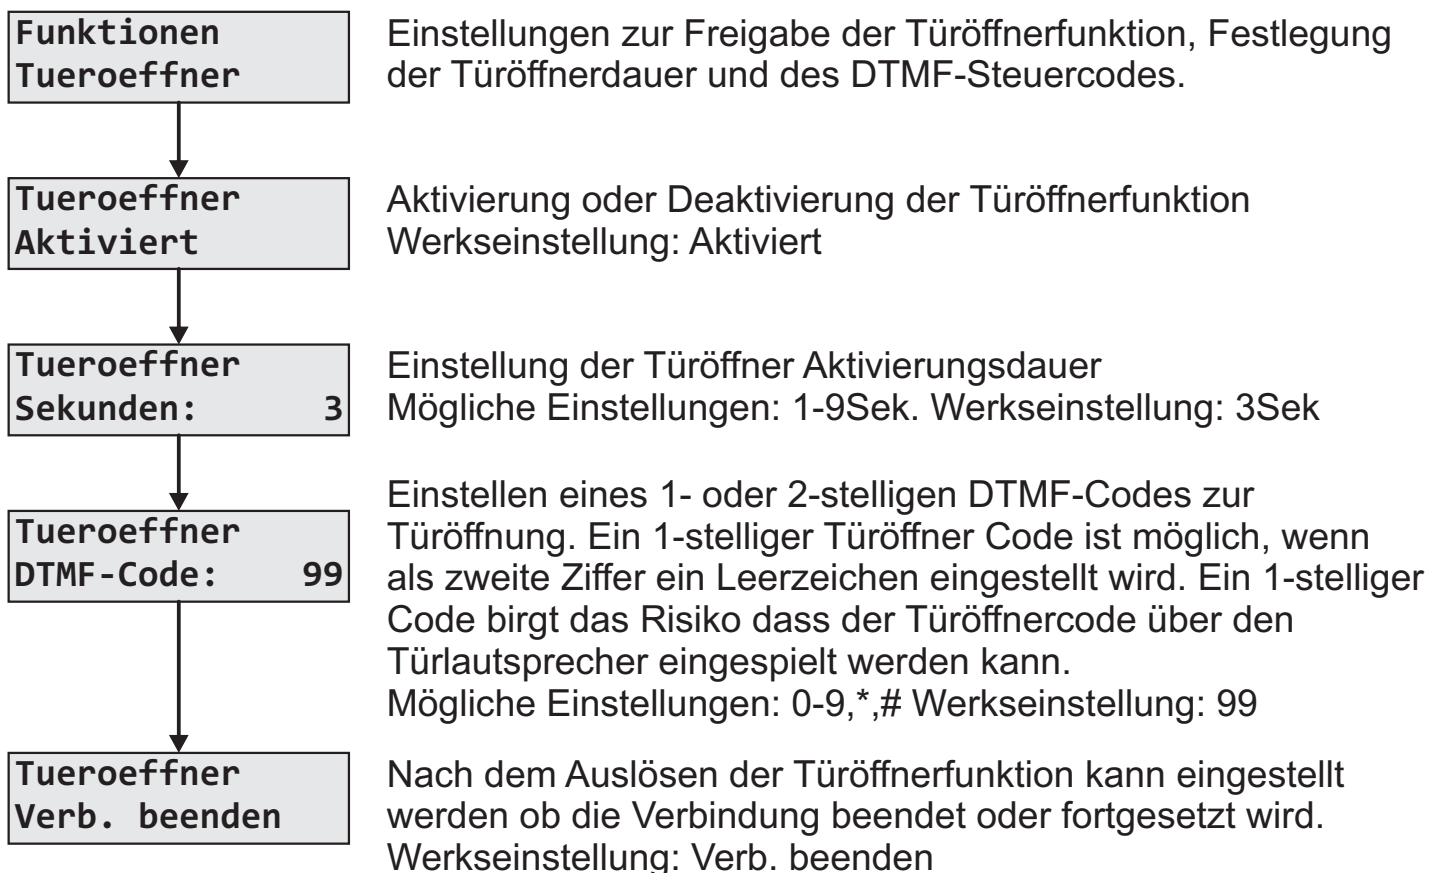 Funktionen
Tueroeffner
Einstellungen zur Freigabe der Türöffnerfunktion, Festlegung
der Türöffnerdauer und des DTMF-Steuercodes.
Tueroeffner
Aktiviert
Aktivierung oder Deaktivierung der Türöffnerfunktion
Werkseinstellung: Aktiviert
Tueroeffner
Sekunden: 3
Einstellung der Türöffner Aktivierungsdauer
Mögliche Einstellungen: 1-9Sek. Werkseinstellung: 3Sek
Tueroeffner
DTMF-Code: 99
Einstellen eines 1- oder 2-stelligen DTMF-Codes zur
Türöffnung. Ein 1-stelliger Türöffner Code ist möglich, wenn
als zweite Ziffer ein Leerzeichen eingestellt wird. Ein 1-stelliger
Code birgt das Risiko dass der Türöffnercode über den
Türlautsprecher eingespielt werden kann.
Mögliche Einstellungen: 0-9,*,# Werkseinstellung: 99
Tueroeffner
Verb. beenden
Nach dem Auslösen der Türöffnerfunktion kann eingestellt
werden ob die Verbindung beendet oder fortgesetzt wird.
Werkseinstellung: Verb. beenden